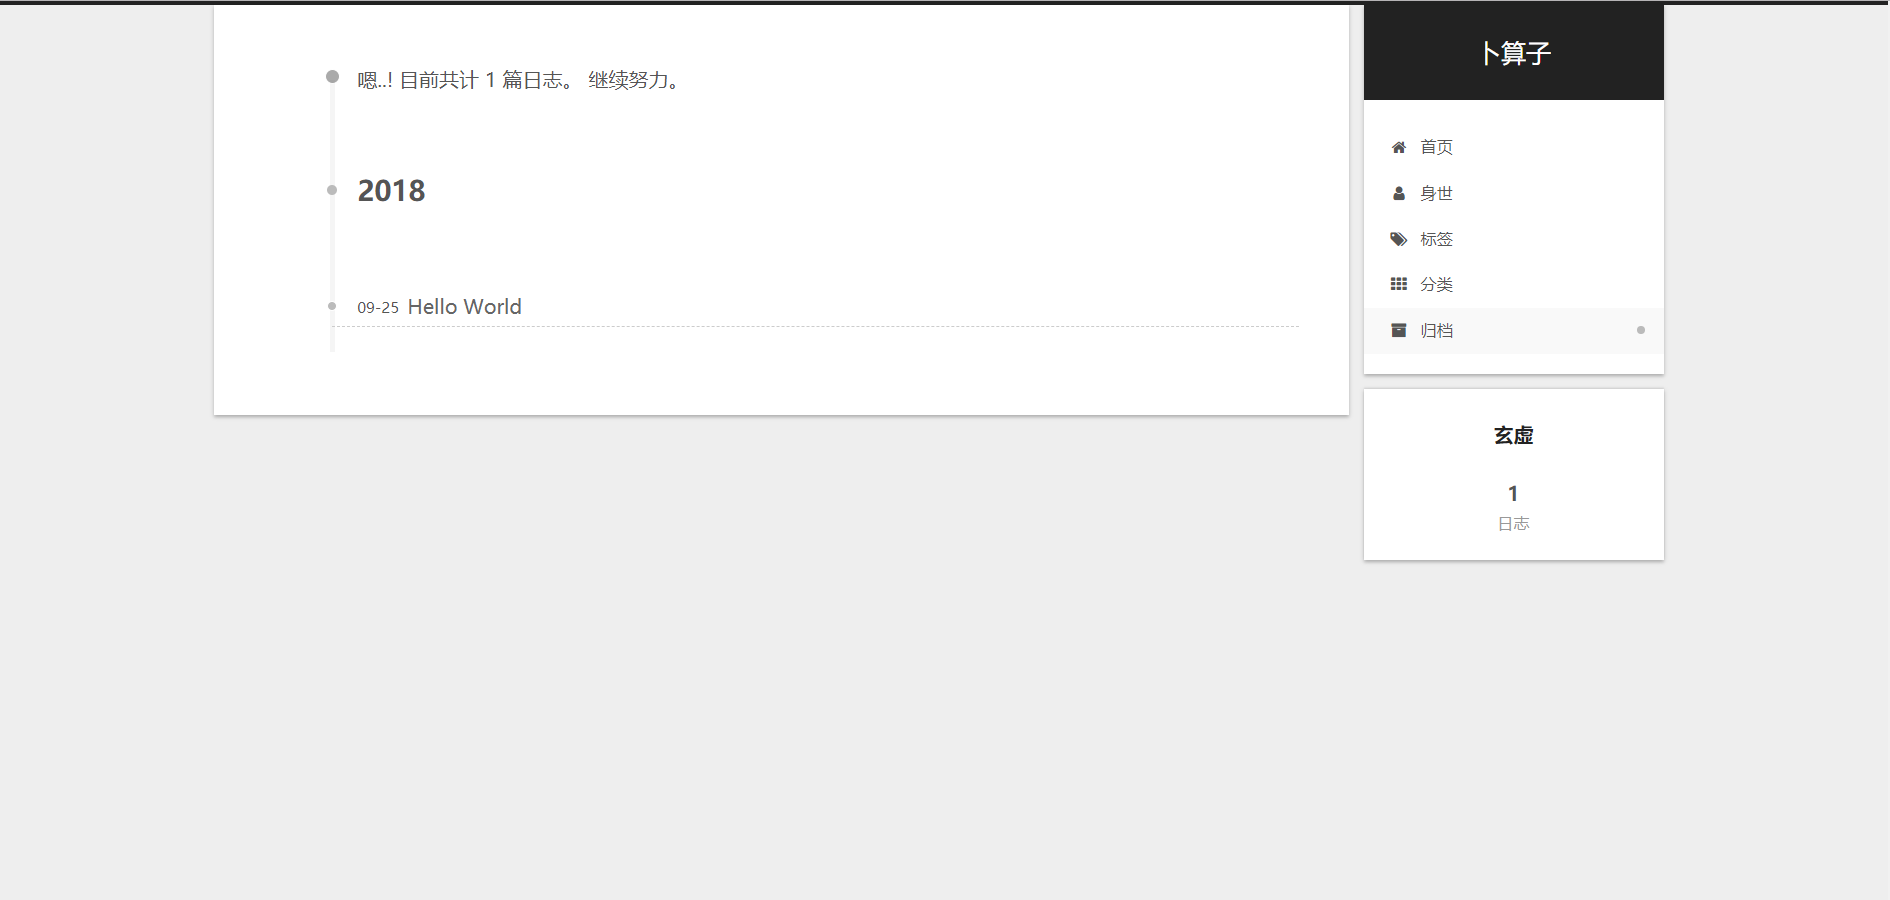 嗯..! 目前共计 1 篇日志。 继续努力。
2018
09-25 Hello World
卜算子
首页
身世
标签
分类
归档
玄虚
1
日志